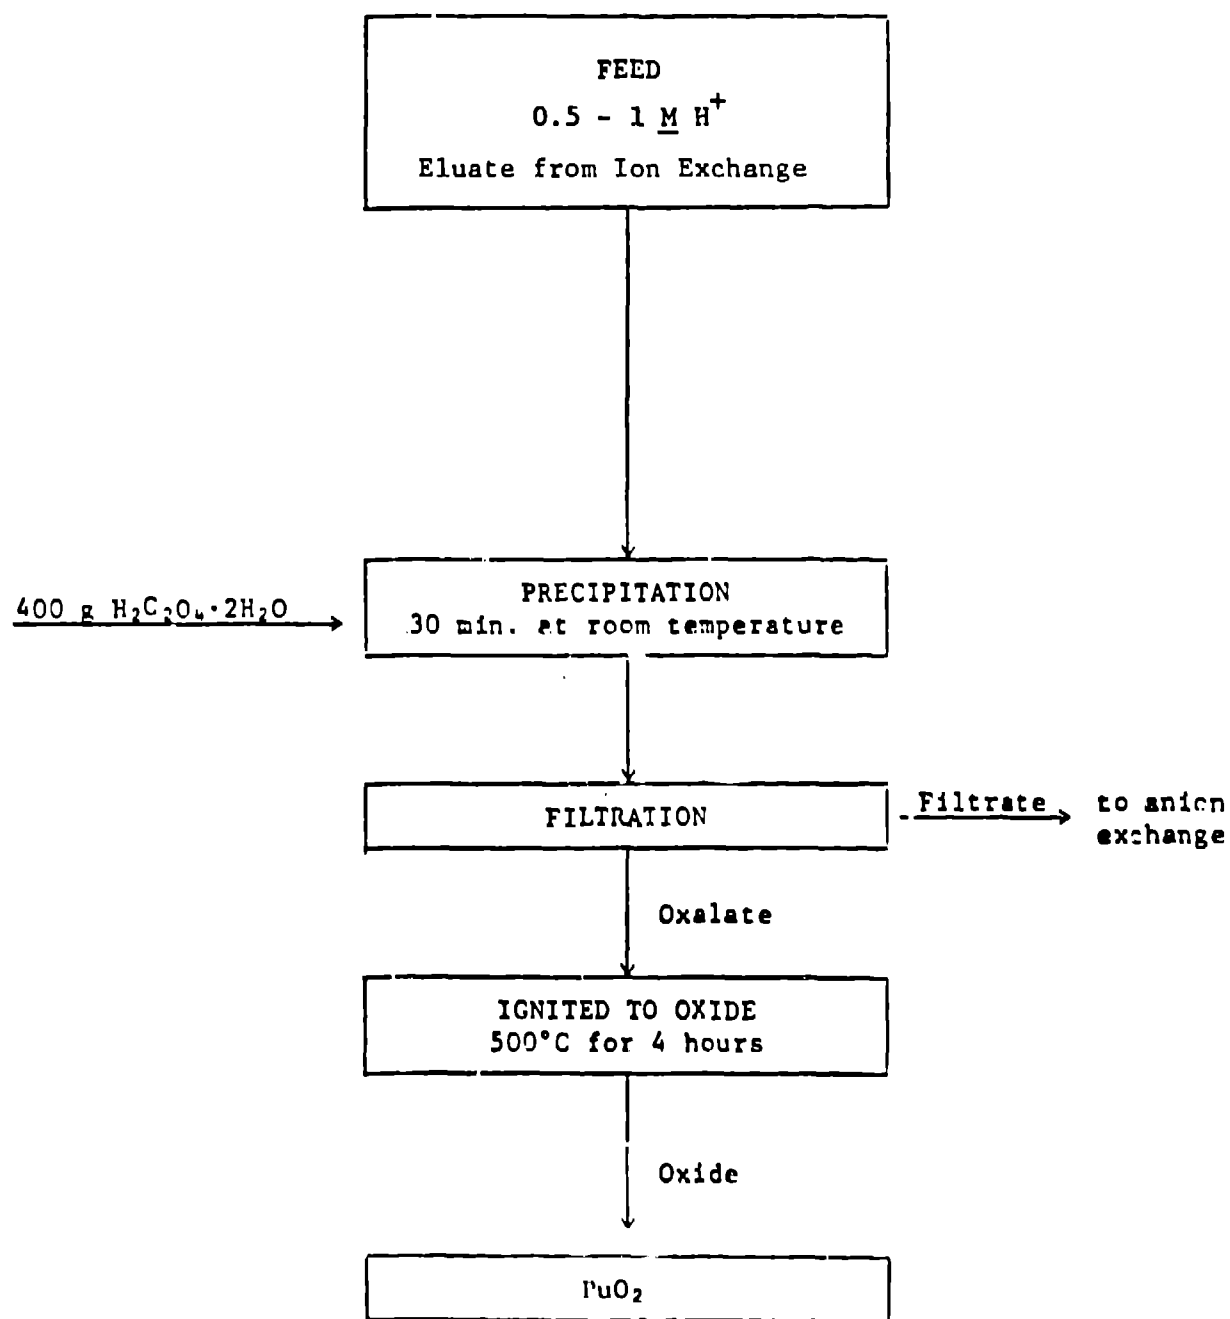 FEED
0.5 - 1 M H⁺
Eluate from Ion Exchange
400 g H₂C₂O₄·2H₂O
PRECIPITATION
30 min. at room temperature
FILTRATION
Filtrate
to anion
exchange
Oxalate
IGNITED TO OXIDE
500°C for 4 hours
Oxide
PuO₂